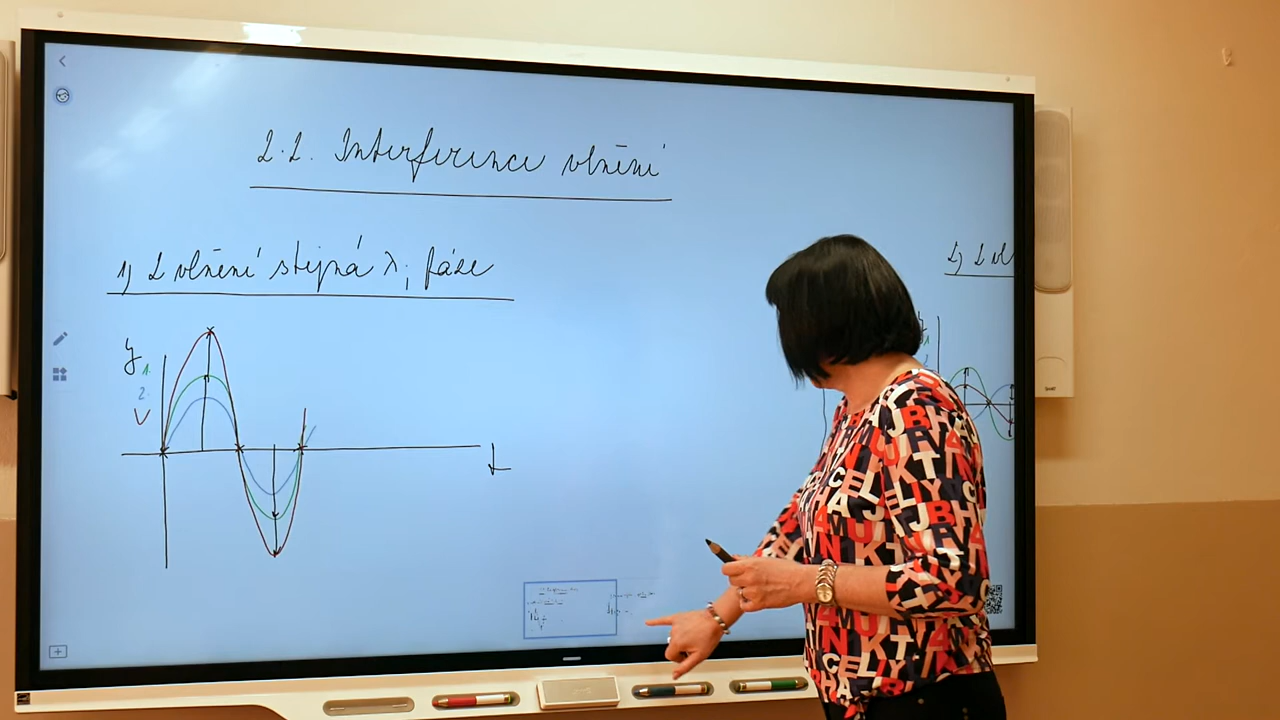 2.2. Interference vlnění
1) 2 vlnění stejná λ; fáze
2) 2 vl
y
1.
2.
V
y
t